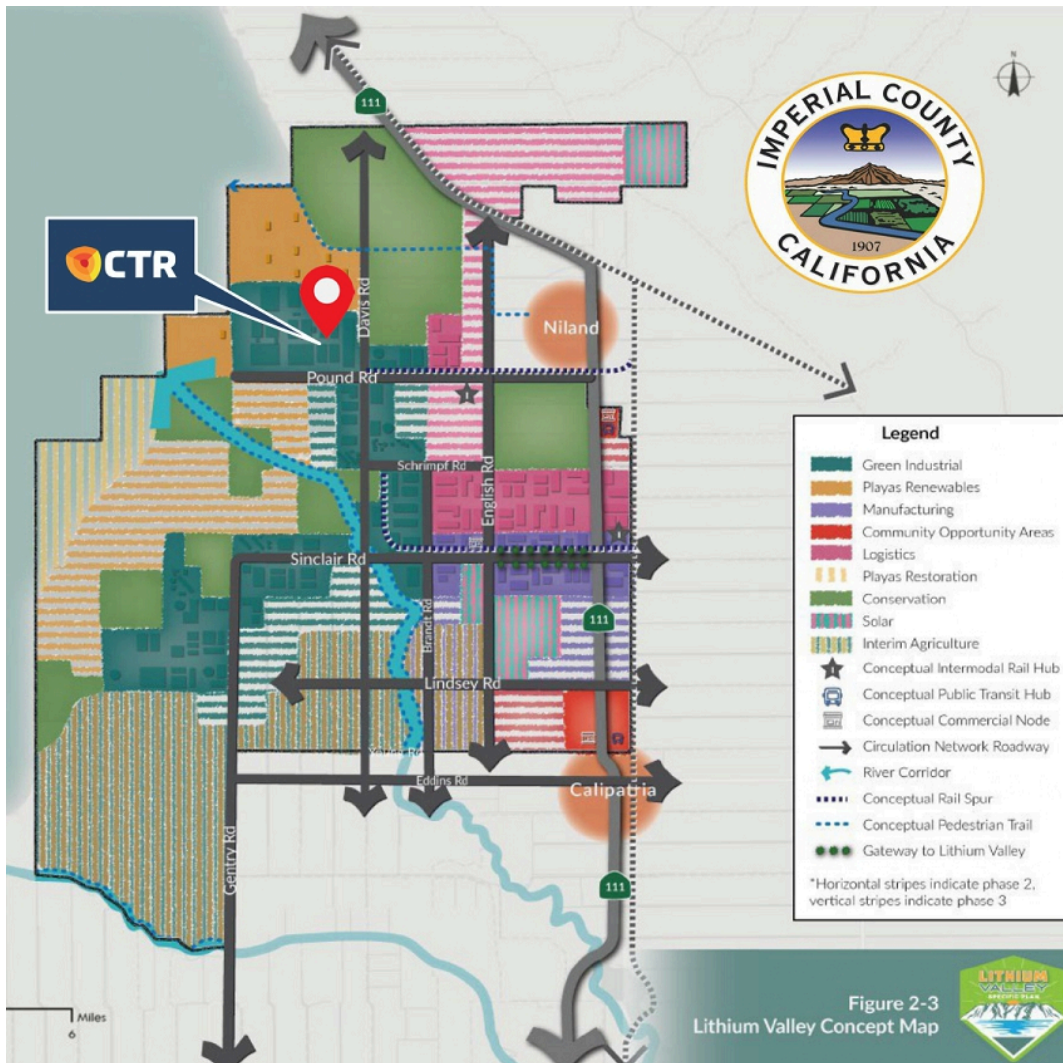 N
111
IMPERIAL COUNTY
CALIFORNIA
1907
CTR
Davis Rd
Niland
Pound Rd
Schrimpf Rd
English Rd
Sinclair Rd
Brandt Rd
111
Lindsey Rd
Eddins Rd
Calipatria
Gentry Rd
111
Legend
Green Industrial
Playas Renewables
Manufacturing
Community Opportunity Areas
Logistics
Playas Restoration
Conservation
Solar
Interim Agriculture
Conceptual Intermodal Rail Hub
Conceptual Public Transit Hub
Conceptual Commercial Node
Circulation Network Roadway
River Corridor
Conceptual Rail Spur
Conceptual Pedestrian Trail
Gateway to Lithium Valley
*Horizontal stripes indicate phase 2,
vertical stripes indicate phase 3
Miles
6
Figure 2-3
Lithium Valley Concept Map
LITHIUM
VALLEY
SPECIFIC PLAN